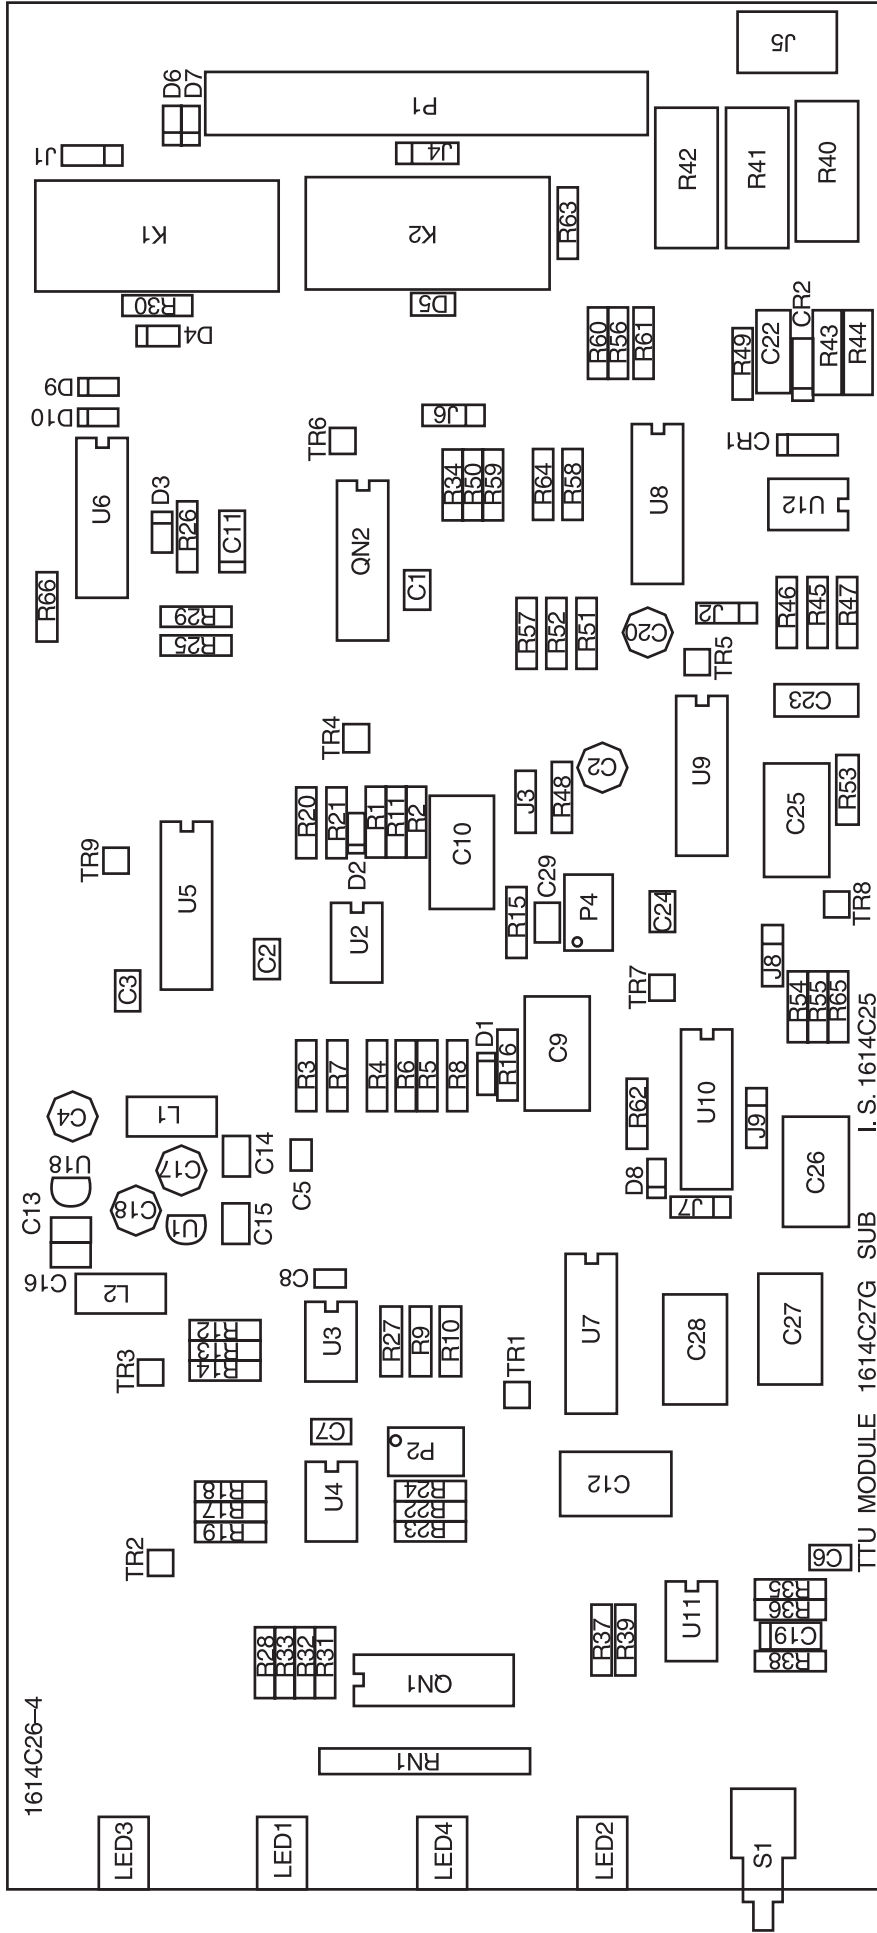 J5
D6
D7
P1
J1
J4
R42
R41
R40
K1
K2
R63
R30
D5
D4
R60
R56
R61
R49
C22
CR2
R43
R44
D9
D10
TR6
J6
CR1
U6
D3
R26
C11
QN2
R34
R50
R59
R64
R58
U8
U12
R66
R29
R25
C1
R57
R52
R51
C20
J2
TR5
R46
R45
R47
C23
TR4
U9
C2
J3
R48
C25
R53
TR9
U5
R20
R21
D2
R1
R11
R2
C10
U2
R15
C29
P4
C24
TR8
C3
C2
TR7
J8
R54
R55
R65
C4
L1
R3
R7
R4
R6
R5
R8
D1
R16
C9
R62
U10
J9
U18
C17
C14
C5
C13
C18
U1
C15
D8
J7
C26
C16
L2
C8
U7
C28
C27
TR3
R12
R13
R14
U3
R27
R9
R10
TR1
C7
P2
R18
R17
R19
U4
R24
R22
R23
C12
TR2
C6
R28
R33
R32
R31
QN1
R37
R39
U11
R35
R36
C19
R38
RN1
LED3
LED1
LED4
LED2
S1
1614C26–4
TTU MODULE 1614C27G SUB I. S. 1614C25